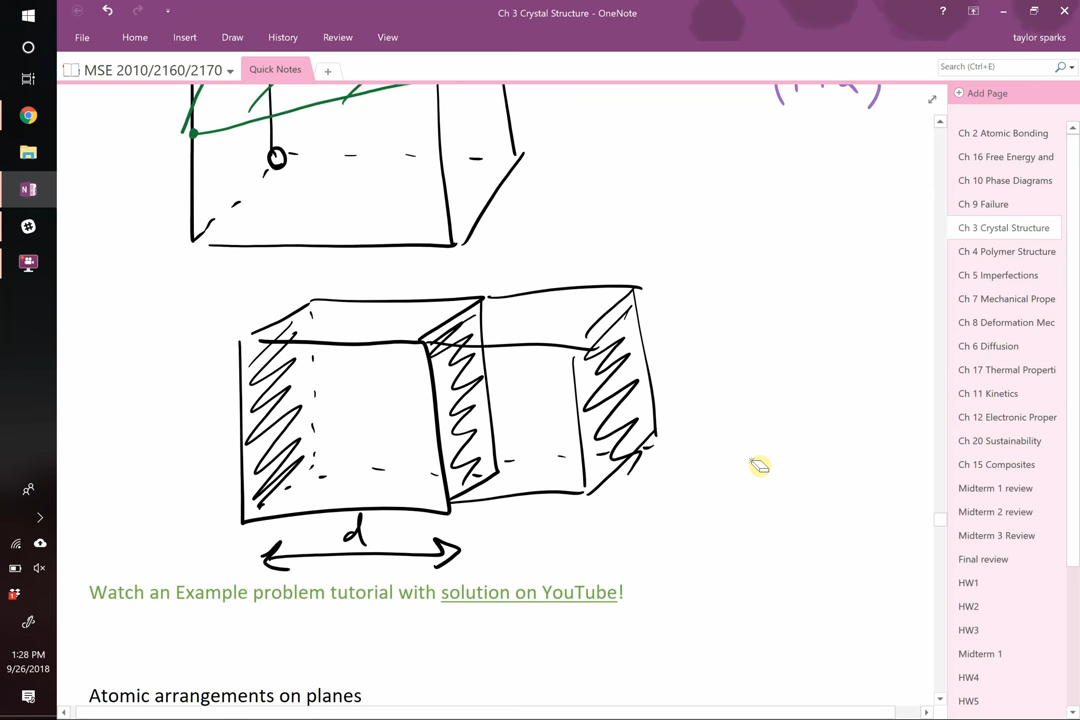 Ch 3 Crystal Structure - OneNote
?
File Home Insert Draw History Review View
taylor sparks
MSE 2010/2160/2170
Quick Notes
+
Search (Ctrl+E)
Add Page
Ch 2 Atomic Bonding
Ch 16 Free Energy and
Ch 10 Phase Diagrams
Ch 9 Failure
Ch 3 Crystal Structure
Ch 4 Polymer Structure
Ch 5 Imperfections
Ch 7 Mechanical Prope
Ch 8 Deformation Mec
Ch 6 Diffusion
Ch 17 Thermal Properti
Ch 11 Kinetics
Ch 12 Electronic Proper
Ch 20 Sustainability
Ch 15 Composites
Midterm 1 review
Midterm 2 review
Midterm 3 Review
Final review
HW1
HW2
HW3
Midterm 1
HW4
HW5
d
Watch an Example problem tutorial with solution on YouTube!
Atomic arrangements on planes
1:28 PM
9/26/2018